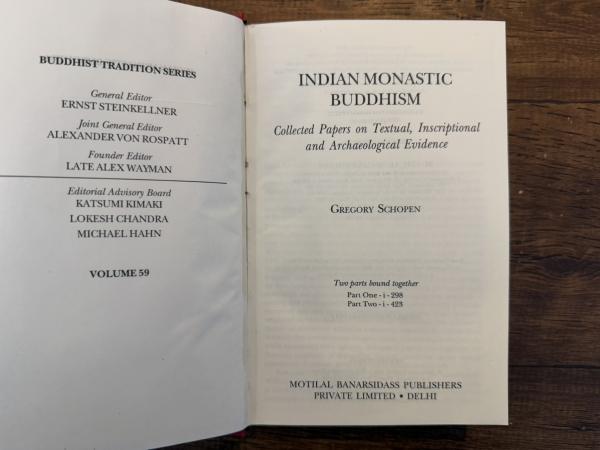 BUDDHIST TRADITION SERIES
General Editor
ERNST STEINKELLNER
Joint General Editor
ALEXANDER VON ROSPATT
Founder Editor
LATE ALEX WAYMAN
Editorial Advisory Board
KATSUMI KIMAKI
LOKESH CHANDRA
MICHAEL HAHN
VOLUME 59
INDIAN MONASTIC
BUDDHISM
Collected Papers on Textual, Inscriptional
and Archaeological Evidence
GREGORY SCHOPEN
Two parts bound together
Part One - i - 298
Part Two - i - 423
MOTILAL BANARSIDASS PUBLISHERS
PRIVATE LIMITED • DELHI